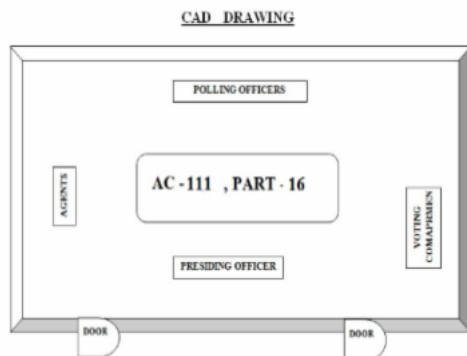 CAD DRAWING
POLLING OFFICERS
AGENTS
AC -111 , PART - 16
VOTING
COMAPRMEN
PRESIDING OFFICER
DOOR
DOOR